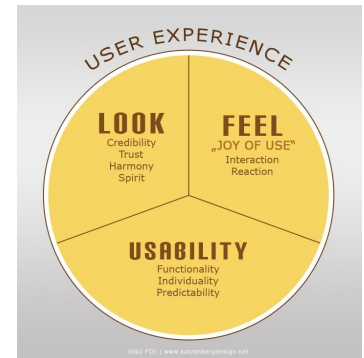 USER EXPERIENCE
LOOK
Credibility
Trust
Harmony
Spirit
FEEL
„JOY OF USE“
Interaction
Reaction
USABILITY
Functionality
Individuality
Predictability
GNU FDL | www.katzenbergdesign.net